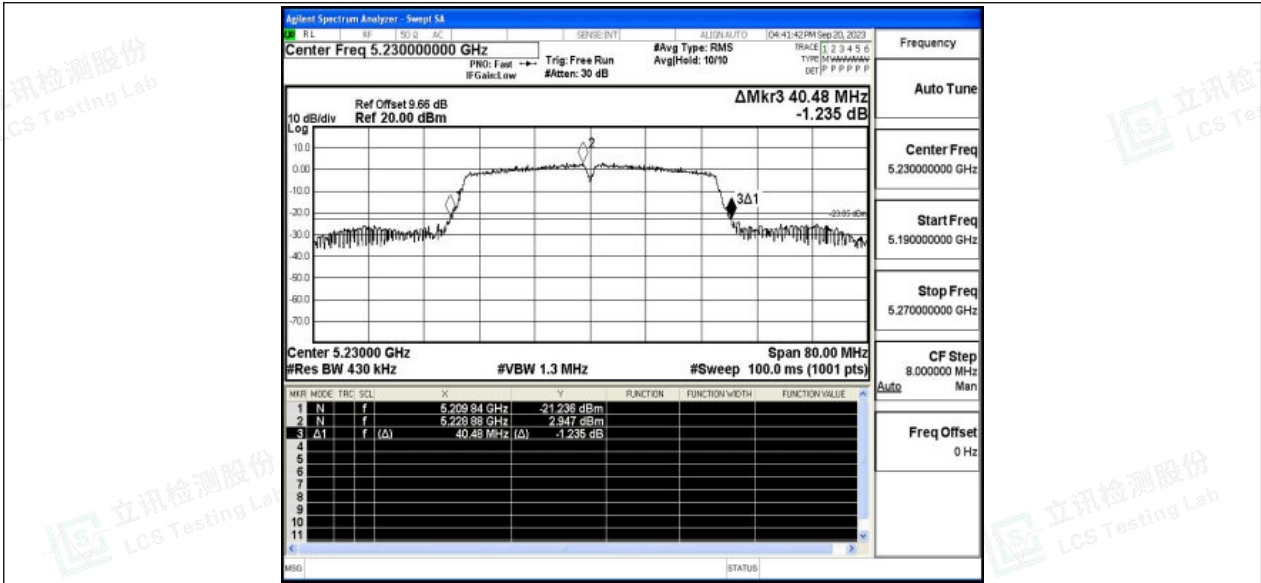 Agilent Spectrum Analyzer - Swept SA
RL RF 50 Ω AC SENSE:INT ALIGN AUTO 04:41:42 PM Sep 20, 2023
Center Freq 5.230000000 GHz
PNO: Fast
IFGain:Low
Trig: Free Run
#Atten: 30 dB
#Avg Type: RMS
Avg|Hold: 10/10
TRACE 1 2 3 4 5 6
TYPE M
DET P P P P P P
Ref Offset 9.66 dB
Ref 20.00 dBm
10 dB/div
Log
ΔMkr3 40.48 MHz
-1.235 dB
10.0
0.00
-10.0
-20.0
-30.0
-40.0
-50.0
-60.0
-70.0
2
3Δ1
Center 5.23000 GHz
#Res BW 430 kHz
#VBW 1.3 MHz
Span 80.00 MHz
#Sweep 100.0 ms (1001 pts)
MKR MODE TRC SCL X Y FUNCTION FUNCTION WIDTH FUNCTION VALUE
1 N f 5.209 84 GHz -21.236 dBm
2 N f 5.228 88 GHz 2.947 dBm
3 Δ1 f (Δ) 40.48 MHz (Δ) -1.235 dB
4
5
6
7
8
9
10
11
MSG
STATUS
Frequency
Auto Tune
Center Freq
5.230000000 GHz
Start Freq
5.190000000 GHz
Stop Freq
5.270000000 GHz
CF Step
8.000000 MHz
Auto Man
Freq Offset
0 Hz
立讯检测股份
LCS Testing Lab
立讯检测股份
LCS Testing Lab